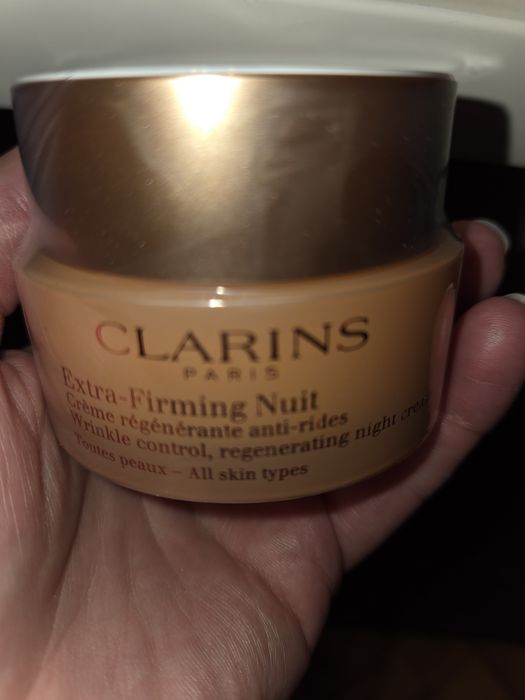 CLARINS
PARIS
Extra-Firming Nuit
Crème régénérante anti-rides
Wrinkle control, regenerating night cream
Toutes peaux – All skin types